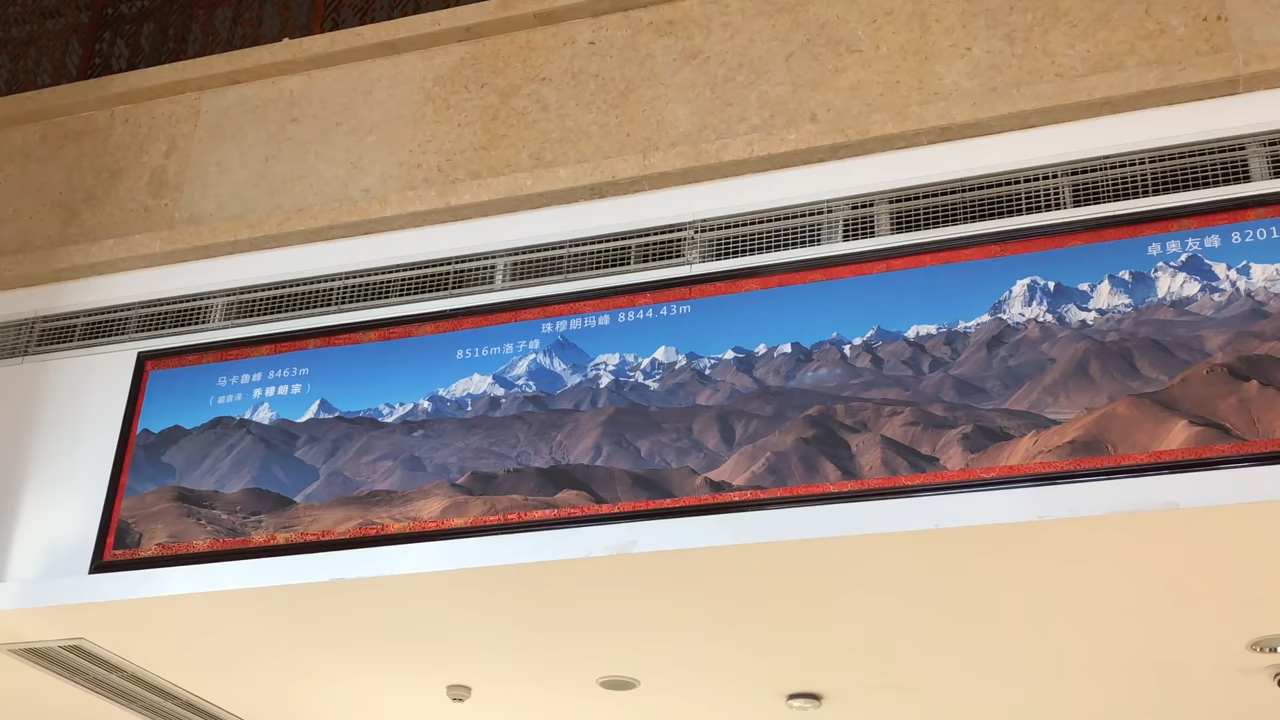 马卡鲁峰 8463m
（藏音译：乔穆朗宗）
8516m洛子峰
珠穆朗玛峰 8844.43m
卓奥友峰 8201